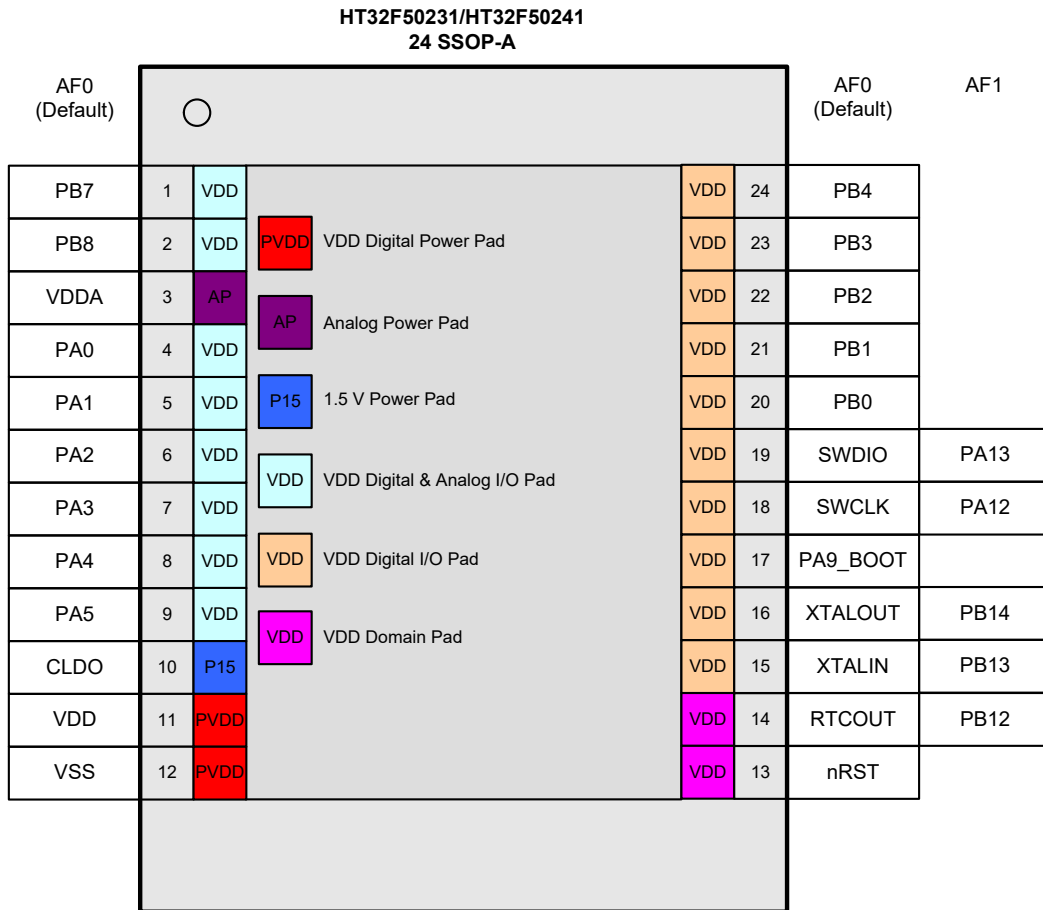 HT32F50231/HT32F50241
24 SSOP-A
AF0
(Default)
AF0
(Default)
AF1
PB7 1 VDD VDD 24 PB4
PB8 2 VDD PVDD VDD Digital Power Pad VDD 23 PB3
VDDA 3 AP AP Analog Power Pad VDD 22 PB2
PA0 4 VDD VDD 21 PB1
PA1 5 VDD P15 1.5 V Power Pad VDD 20 PB0
PA2 6 VDD VDD 19 SWDIO PA13
PA3 7 VDD VDD VDD Digital & Analog I/O Pad VDD 18 SWCLK PA12
PA4 8 VDD VDD VDD Digital I/O Pad VDD 17 PA9_BOOT
PA5 9 VDD VDD VDD Domain Pad VDD 16 XTALOUT PB14
CLDO 10 P15 VDD 15 XTALIN PB13
VDD 11 PVDD VDD 14 RTCOUT PB12
VSS 12 PVDD VDD 13 nRST